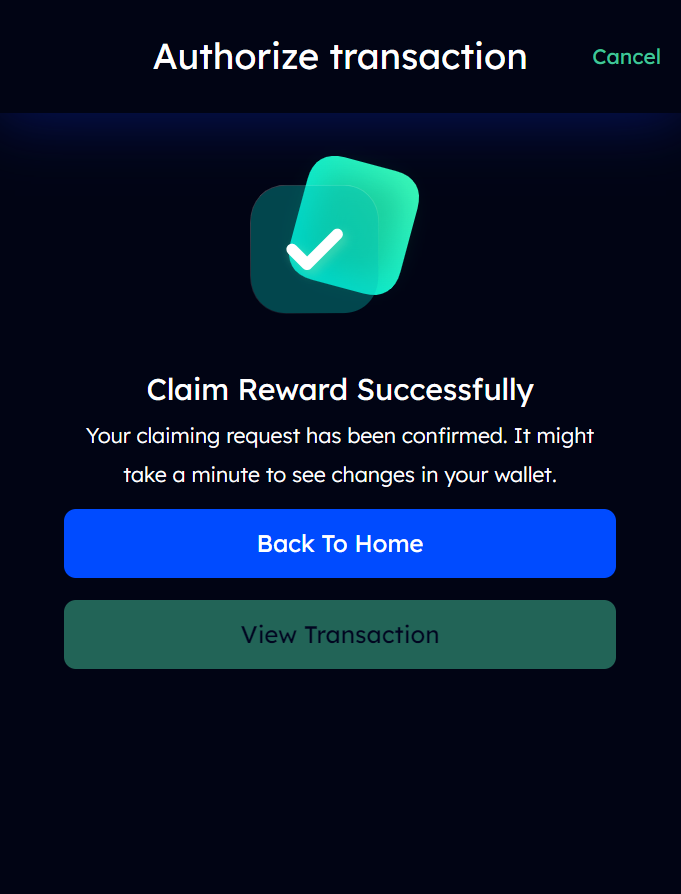 Authorize transaction
Cancel
Claim Reward Successfully
Your claiming request has been confirmed. It might
take a minute to see changes in your wallet.
Back To Home
View Transaction